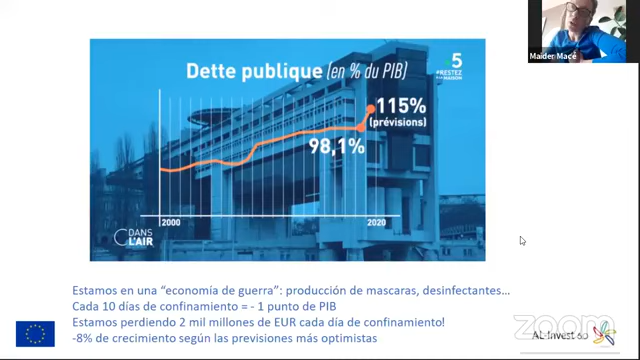 Maider Macé
Dette publique (en % du PIB)
5
#RESTEZ
À LA MAISON
115%
(prévisions)
98,1%
2000
2020
C DANS
L'AIR
Estamos en una “economía de guerra”: producción de mascaras, desinfectantes…
Cada 10 días de confinamiento = - 1 punto de PIB
Estamos perdiendo 2 mil millones de EUR cada día de confinamiento!
-8% de crecimiento según las previsiones más optimistas
zoom
AL-Invest 5.0